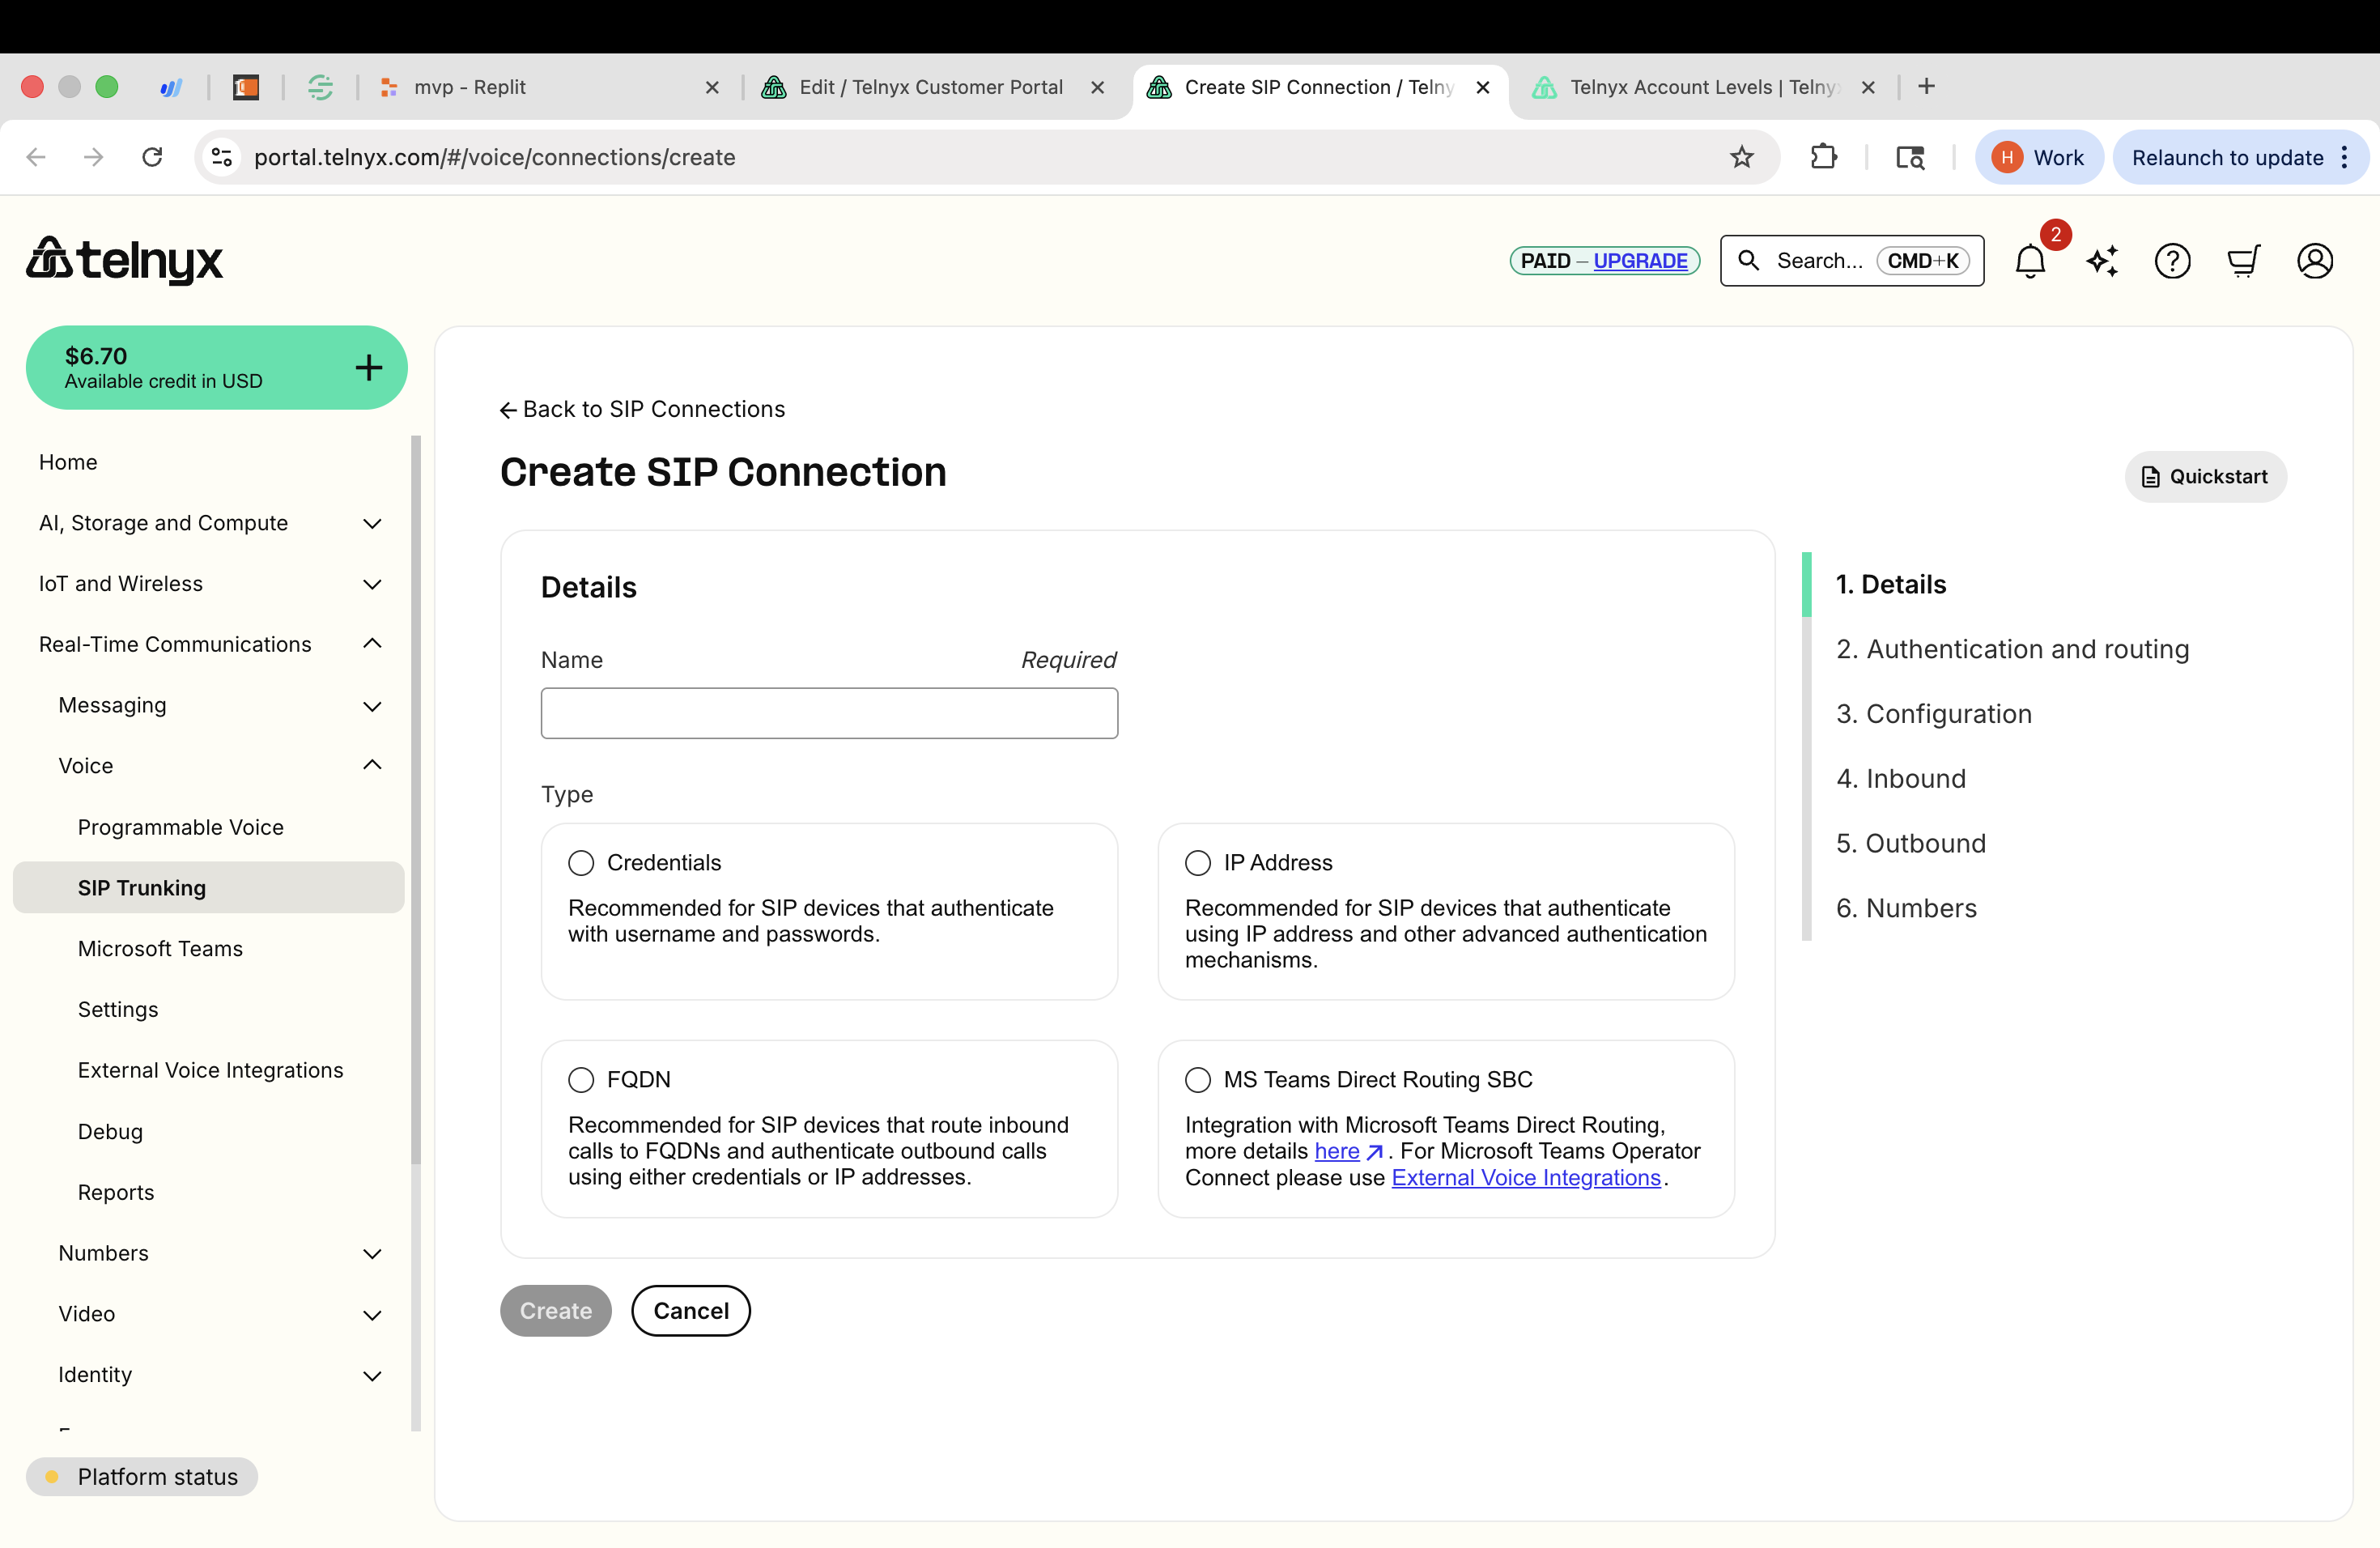 mvp - Replit
Edit / Telnyx Customer Portal
Create SIP Connection / Telny
Telnyx Account Levels | Telny
portal.telnyx.com/#/voice/connections/create
H Work
Relaunch to update
telnyx
PAID – UPGRADE
Search... CMD+K
2
$6.70
Available credit in USD
Home
AI, Storage and Compute
IoT and Wireless
Real-Time Communications
Messaging
Voice
Programmable Voice
SIP Trunking
Microsoft Teams
Settings
External Voice Integrations
Debug
Reports
Numbers
Video
Identity
Platform status
Back to SIP Connections
Create SIP Connection
Quickstart
Details
Name Required
Type
Credentials
Recommended for SIP devices that authenticate
with username and passwords.
IP Address
Recommended for SIP devices that authenticate
using IP address and other advanced authentication
mechanisms.
FQDN
Recommended for SIP devices that route inbound
calls to FQDNs and authenticate outbound calls
using either credentials or IP addresses.
MS Teams Direct Routing SBC
Integration with Microsoft Teams Direct Routing,
more details here . For Microsoft Teams Operator
Connect please use External Voice Integrations.
Create
Cancel
1. Details
2. Authentication and routing
3. Configuration
4. Inbound
5. Outbound
6. Numbers